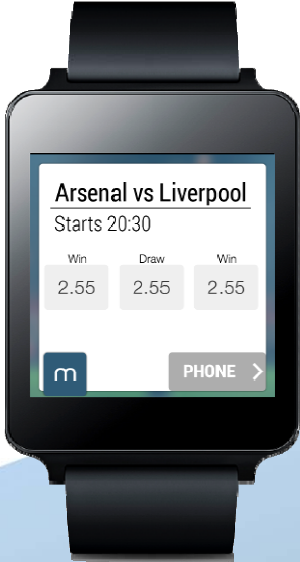 Arsenal vs Liverpool
Starts 20:30
Win Draw Win
2.55 2.55 2.55
m PHONE